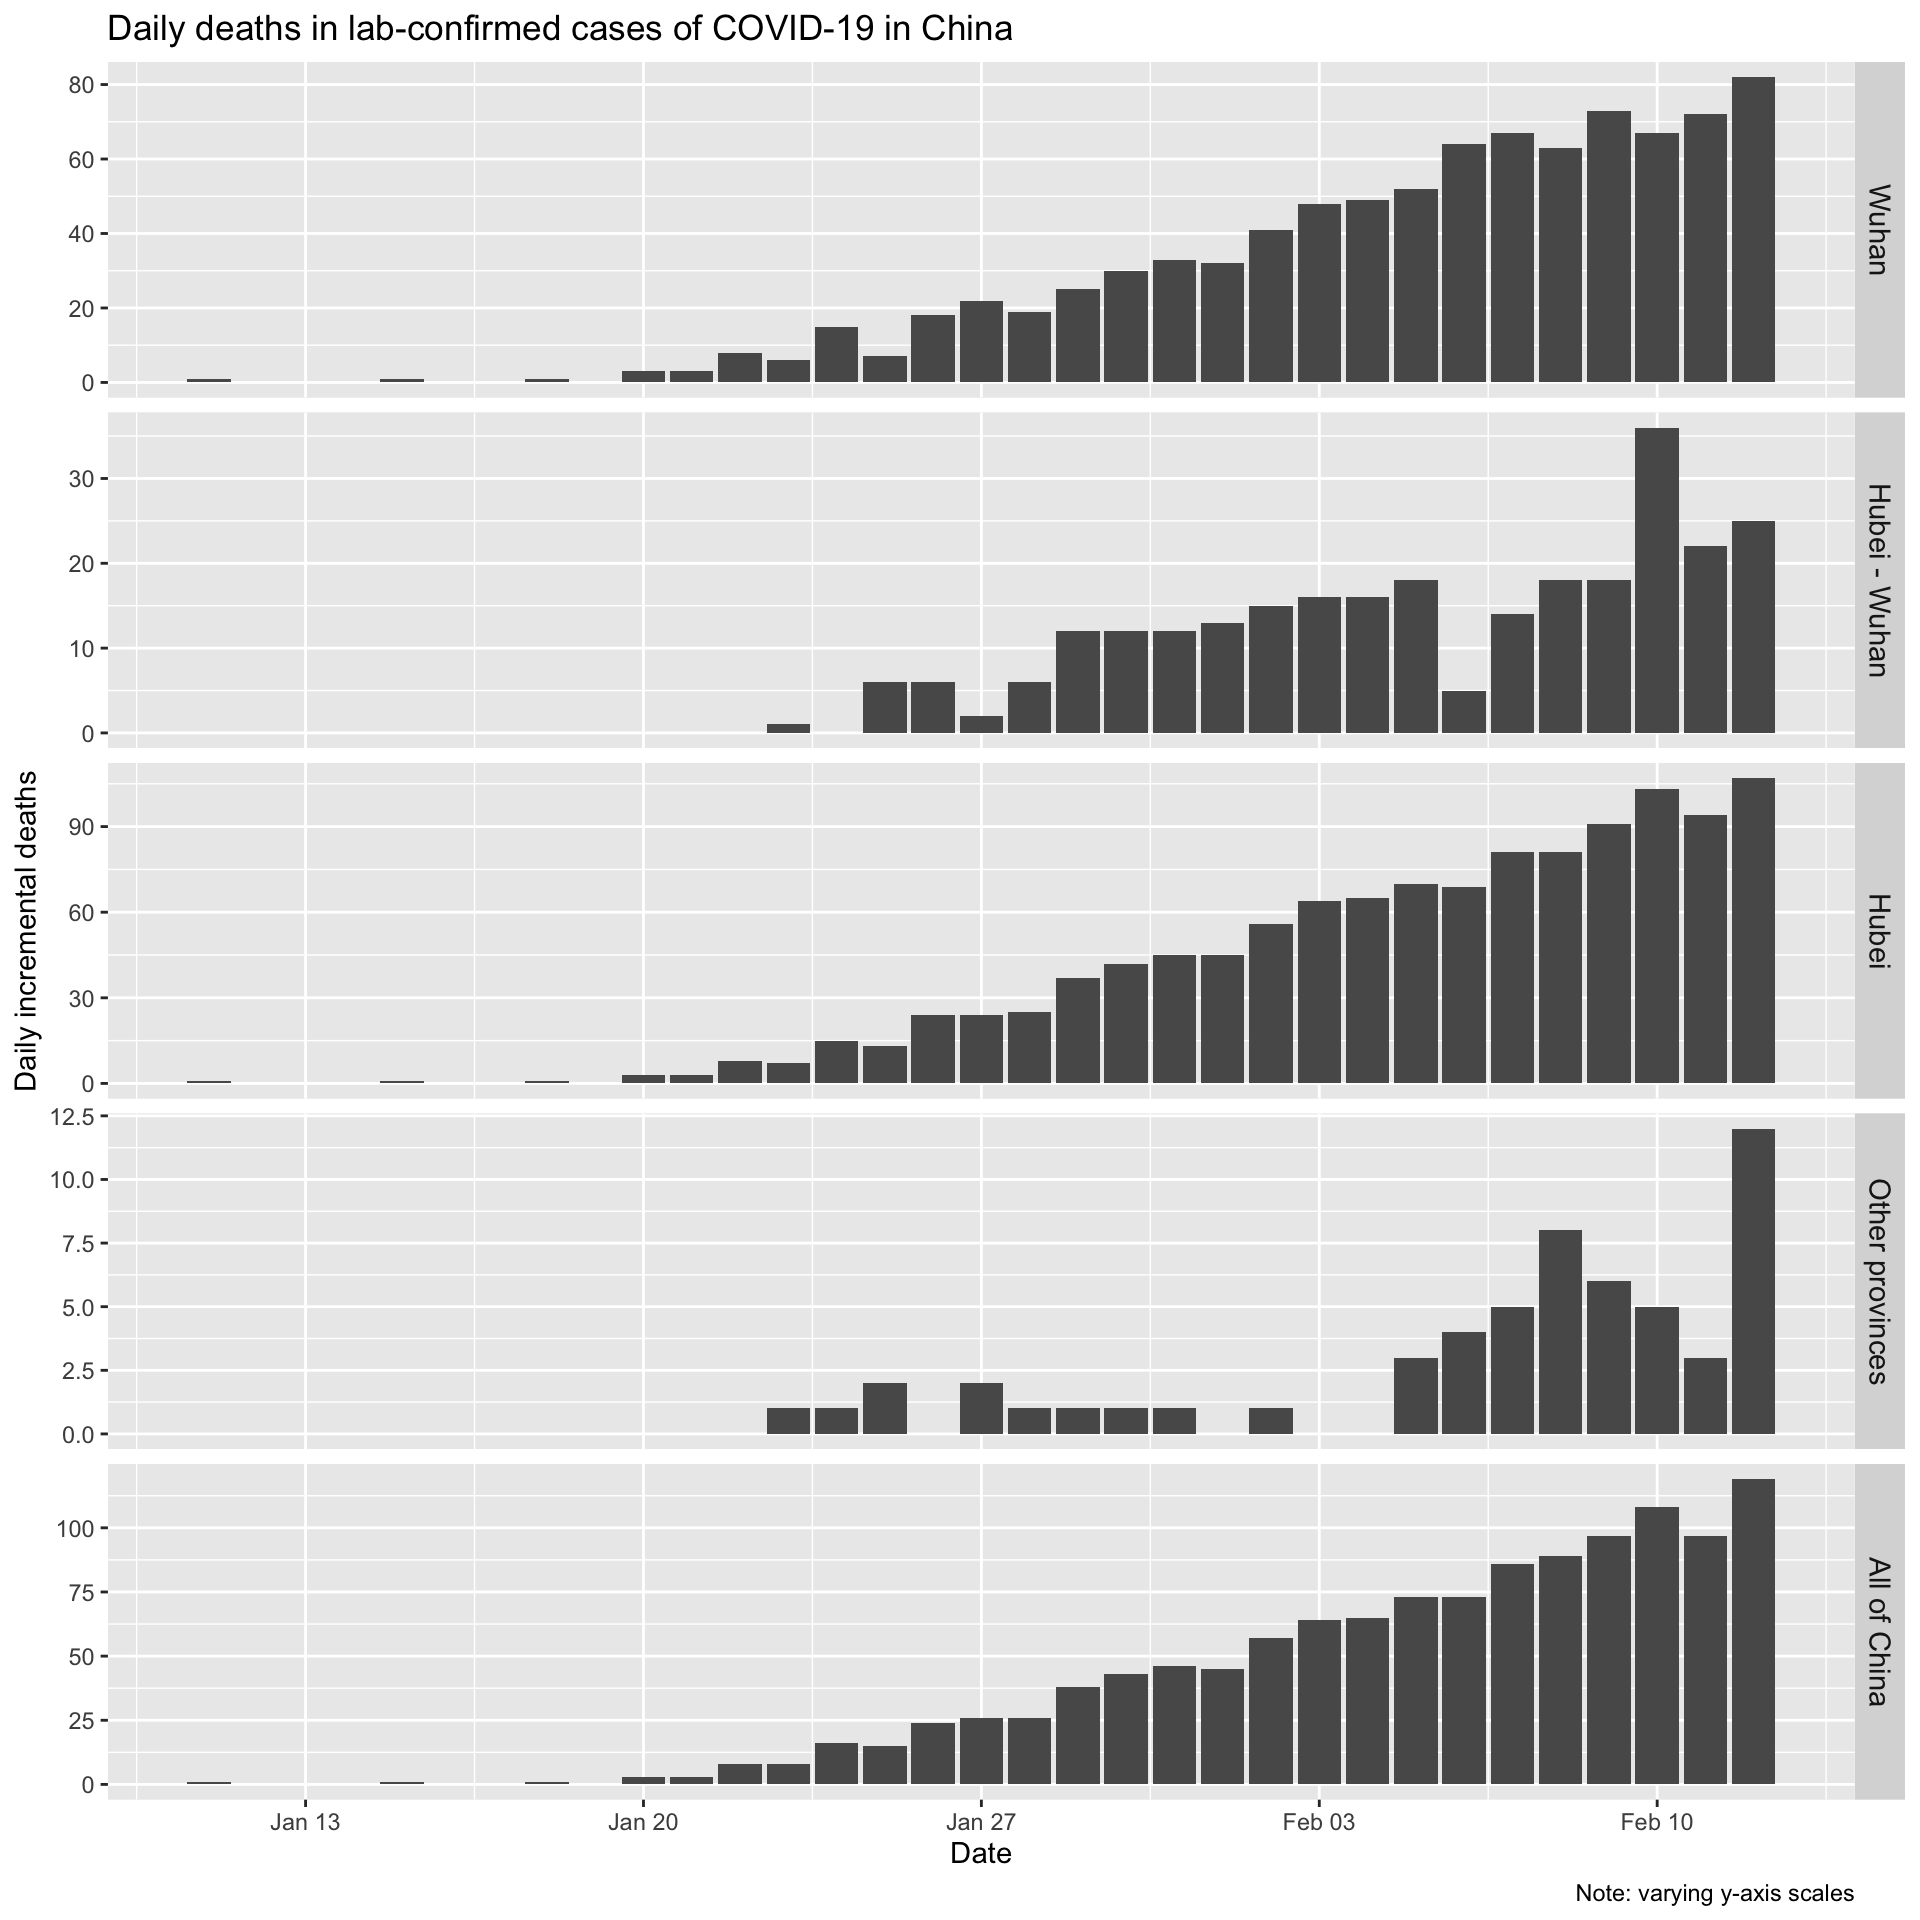 Daily deaths in lab-confirmed cases of COVID-19 in China
80
60
40
20
0
Wuhan
30
20
10
0
Hubei - Wuhan
90
60
30
0
Hubei
12.5
10.0
7.5
5.0
2.5
0.0
Other provinces
100
75
50
25
0
All of China
Daily incremental deaths
Jan 13
Jan 20
Jan 27
Feb 03
Feb 10
Date
Note: varying y-axis scales